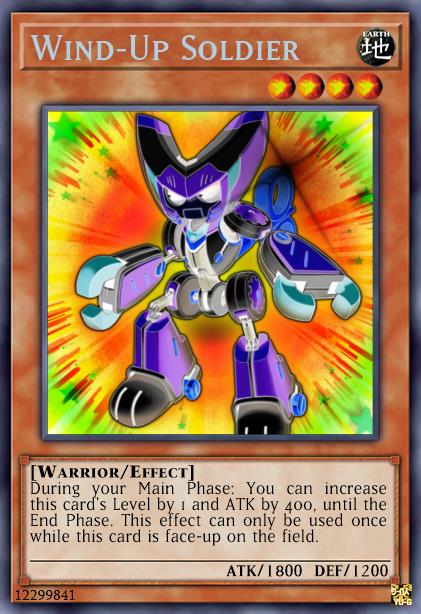 Wind-Up Soldier
EARTH
地
[Warrior/Effect]
During your Main Phase: You can increase
this card's Level by 1 and ATK by 400, until the
End Phase. This effect can only be used once
while this card is face-up on the field.
ATK/1800 DEF/1200
12299841